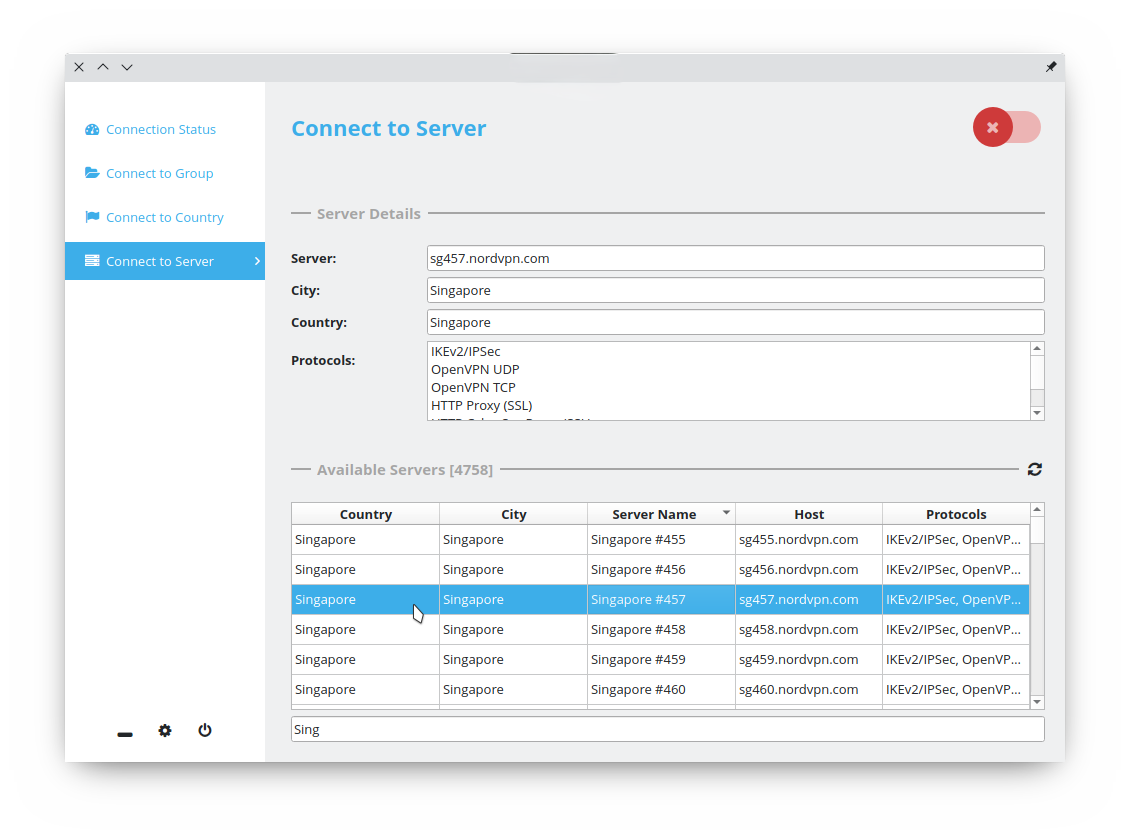 Connection Status
Connect to Group
Connect to Country
Connect to Server
Connect to Server
Server Details
Server: sg457.nordvpn.com
City: Singapore
Country: Singapore
Protocols: IKEv2/IPSec
OpenVPN UDP
OpenVPN TCP
HTTP Proxy (SSL)
Available Servers [4758]
Country City Server Name Host Protocols
Singapore Singapore Singapore #455 sg455.nordvpn.com IKEv2/IPSec, OpenVP...
Singapore Singapore Singapore #456 sg456.nordvpn.com IKEv2/IPSec, OpenVP...
Singapore Singapore Singapore #457 sg457.nordvpn.com IKEv2/IPSec, OpenVP...
Singapore Singapore Singapore #458 sg458.nordvpn.com IKEv2/IPSec, OpenVP...
Singapore Singapore Singapore #459 sg459.nordvpn.com IKEv2/IPSec, OpenVP...
Singapore Singapore Singapore #460 sg460.nordvpn.com IKEv2/IPSec, OpenVP...
Sing